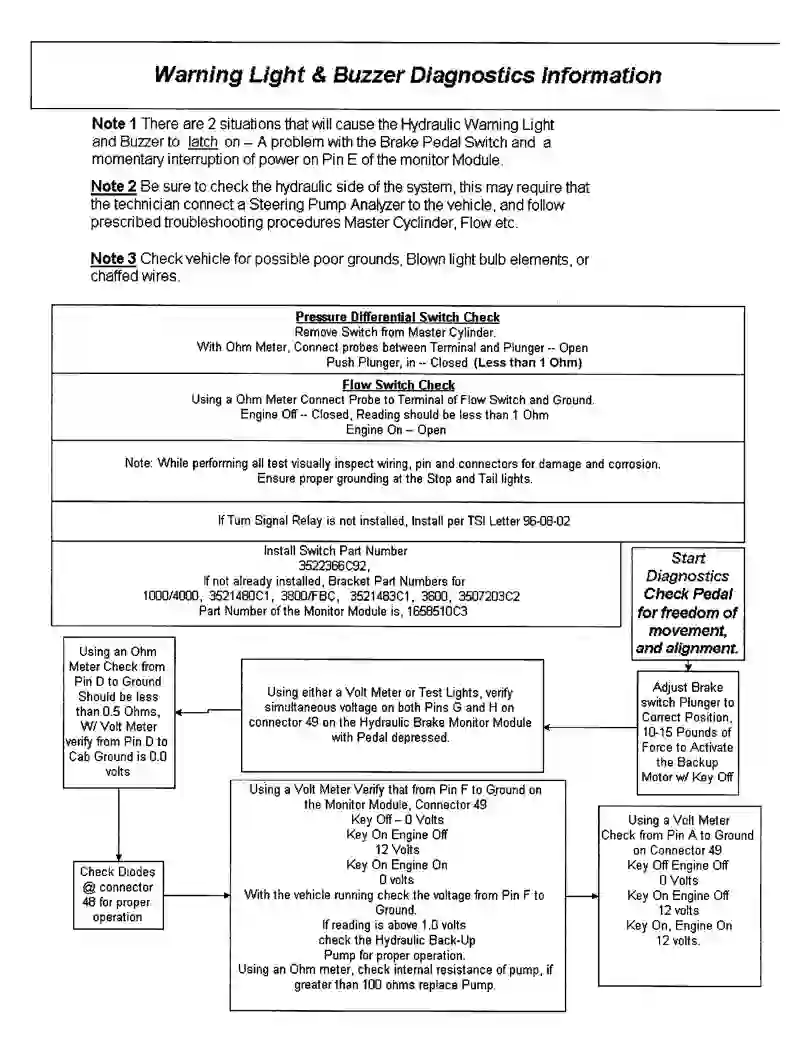 Warning Light & Buzzer Diagnostics Information
Note 1 There are 2 situations that will cause the Hydraulic Warning Light
and Buzzer to latch on – A problem with the Brake Pedal Switch and a
momentary interruption of power on Pin E of the monitor Module.
Note 2 Be sure to check the hydraulic side of the system, this may require that
the technician connect a Steering Pump Analyzer to the vehicle, and follow
prescribed troubleshooting procedures Master Cyclinder, Flow etc.
Note 3 Check vehicle for possible poor grounds, Blown light bulb elements, or
chaffed wires.
Pressure Differential Switch Check
Remove Switch from Master Cylinder.
With Ohm Meter, Connect probes between Terminal and Plunger -- Open
Push Plunger, in -- Closed (Less than 1 Ohm)
Flow Switch Check
Using a Ohm Meter Connect Probe to Terminal of Flow Switch and Ground.
Engine Off -- Closed, Reading should be less than 1 Ohm
Engine On – Open
Note: While performing all test visually inspect wiring, pin and connectors for damage and corrosion.
Ensure proper grounding at the Stop and Tail lights.
If Turn Signal Relay is not installed, Install per TSI Letter 96-08-02
Install Switch Part Number
3522366C92,
If not already installed, Bracket Part Numbers for
1000/4000, 3521480C1, 3800/FBC, 3521483C1, 3600, 3507203C2
Part Number of the Monitor Module is, 1658510C3
Start
Diagnostics
Check Pedal
for freedom of
movement,
and alignment.
Adjust Brake
switch Plunger to
Correct Position,
10-15 Pounds of
Force to Activate
the Backup
Motor w/ Key Off
Using either a Volt Meter or Test Lights, verify
simultaneous voltage on both Pins G and H on
connector 49 on the Hydraulic Brake Monitor Module
with Pedal depressed.
Using an Ohm
Meter Check from
Pin D to Ground
Should be less
than 0.5 Ohms,
W/ Volt Meter
verify from Pin D to
Cab Ground is 0.0
volts
Check Diodes
@ connector
48 for proper
operation
Using a Volt Meter Verify that from Pin F to Ground on
the Monitor Module, Connector 49
Key Off – 0 Volts
Key On Engine Off
12 Volts
Key On Engine On
0 volts
With the vehicle running check the voltage from Pin F to
Ground.
If reading is above 1.0 volts
check the Hydraulic Back-Up
Pump for proper operation.
Using an Ohm meter, check internal resistance of pump, if
greater than 100 ohms replace Pump.
Using a Volt Meter
Check from Pin A to Ground
on Connector 49
Key Off Engine Off
0 Volts
Key On Engine Off
12 volts
Key On, Engine On
12 volts.